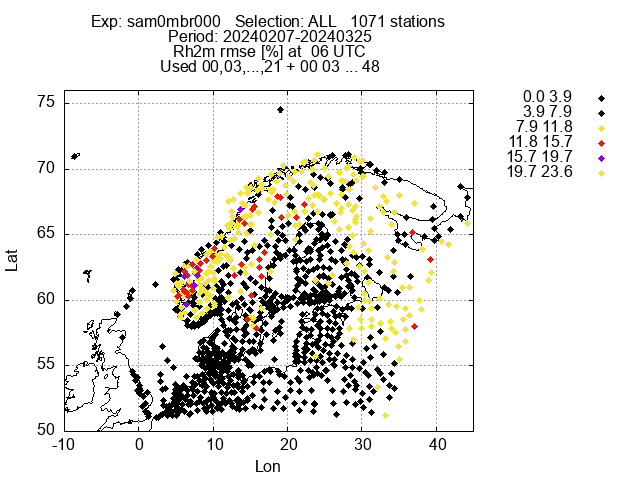 Exp: sam0mbr000 Selection: ALL 1071 stations
Period: 20240207-20240325
Rh2m rmse [%] at 06 UTC
Used 00,03,...,21 + 00 03 ... 48
0.0 3.9
3.9 7.9
7.9 11.8
11.8 15.7
15.7 19.7
19.7 23.6
75
70
65
60
55
50
Lat
-10 0 10 20 30 40
Lon